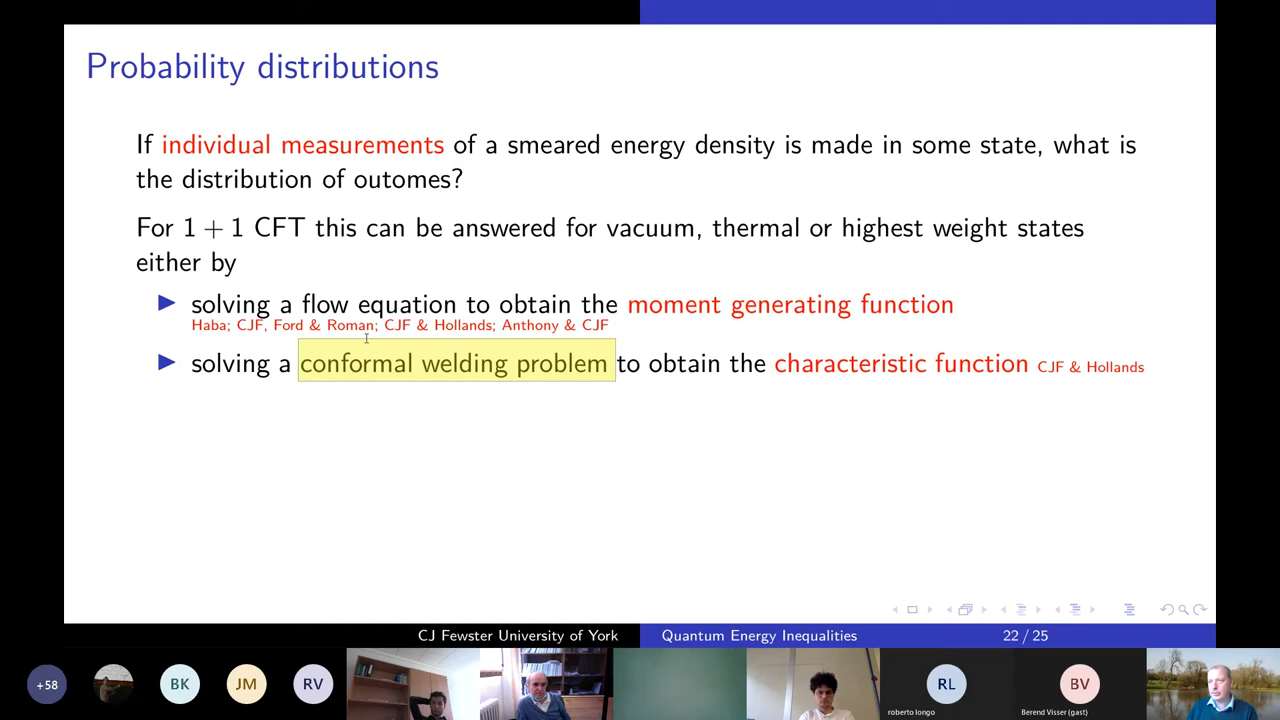 Probability distributions
If individual measurements of a smeared energy density is made in some state, what is
the distribution of outomes?
For 1 + 1 CFT this can be answered for vacuum, thermal or highest weight states
either by
solving a flow equation to obtain the moment generating function
Haba; CJF, Ford & Roman; CJF & Hollands; Anthony & CJF
solving a conformal welding problem to obtain the characteristic function CJF & Hollands
CJ Fewster University of York
Quantum Energy Inequalities
22 / 25
+58
BK
JM
RV
RL
roberto longo
BV
Berend Visser (gast)